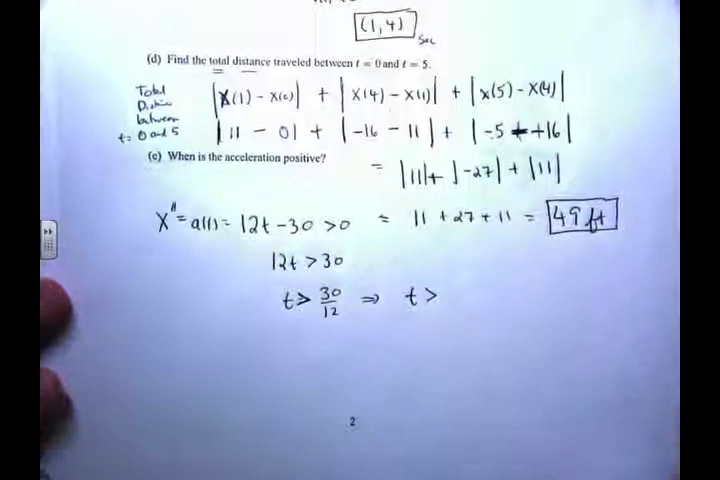 (1,4) sec
(d) Find the total distance traveled between t = 0 and t = 5.
Total
between
t= 0 and 5
|X(1) - X(0)| + |X(4) - X(1)| + |X(5) - X(4)|
|11 - 0| + |-16 - 11| + |-5 + +16|
(e) When is the acceleration positive?
= |11| + |-27| + |11|
X" = a(t) = 12t - 30 > 0
= 11 + 27 + 11 = 49 ft
12t > 30
t > 30/12 ⇒ t >
2